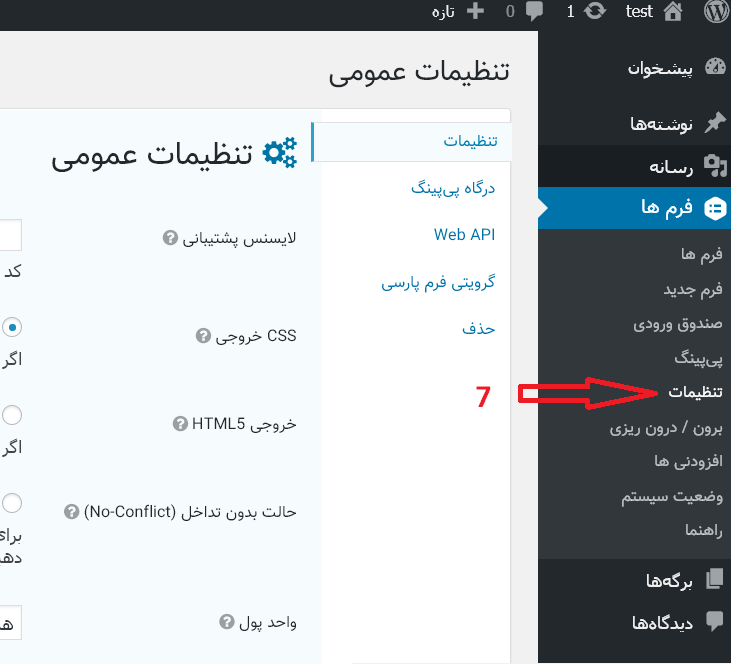 test 1 0 تازه
پیشخوان
نوشته‌ها
رسانه
فرم ها
فرم ها
فرم جدید
صندوق ورودی
پی‌پینگ
تنظیمات
برون / درون ریزی
افزودنی ها
وضعیت سیستم
راهنما
برگه‌ها
دیدگاه‌ها
تنظیمات عمومی
تنظیمات
درگاه پی‌پینگ
Web API
گرویتی فرم پارسی
حذف
7
تنظیمات عمومی
لایسنس پشتیبانی ?
کد
CSS خروجی ?
اگر
خروجی HTML5 ?
اگر
حالت بدون تداخل (No-Conflict) ?
برای
واحد پول ?